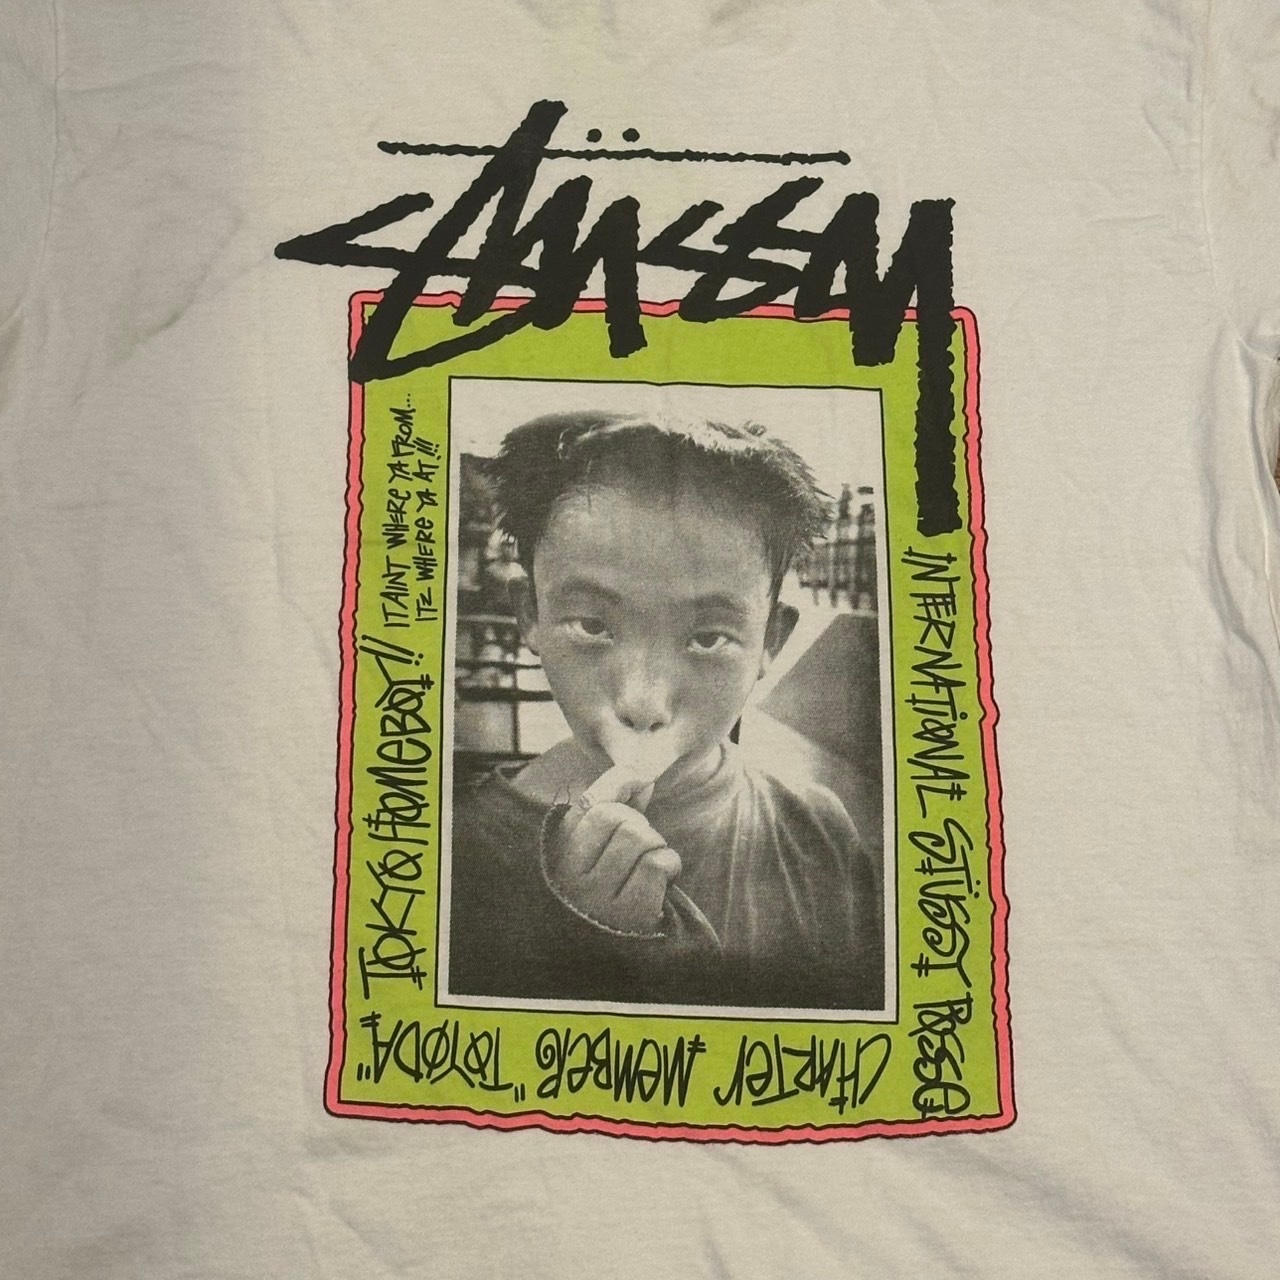 STÜSSY
INTERNATIONAL STÜSSY POSSE
CHARTER MEMBER "TOYODA"
TOKYO HOMEBOY!!
IT AINT WHERE YA FROM...
ITZ WHERE YA AT!!!